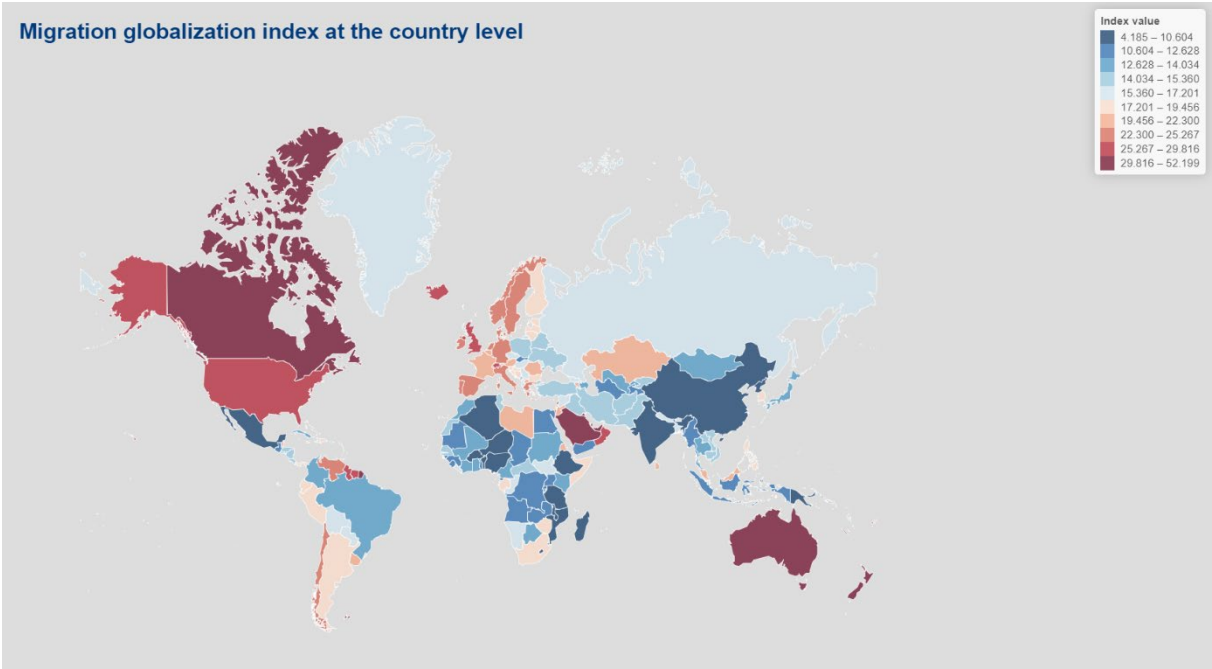 Migration globalization index at the country level
Index value
4.185 – 10.604
10.604 – 12.628
12.628 – 14.034
14.034 – 15.360
15.360 – 17.201
17.201 – 19.456
19.456 – 22.300
22.300 – 25.267
25.267 – 29.816
29.816 – 52.199